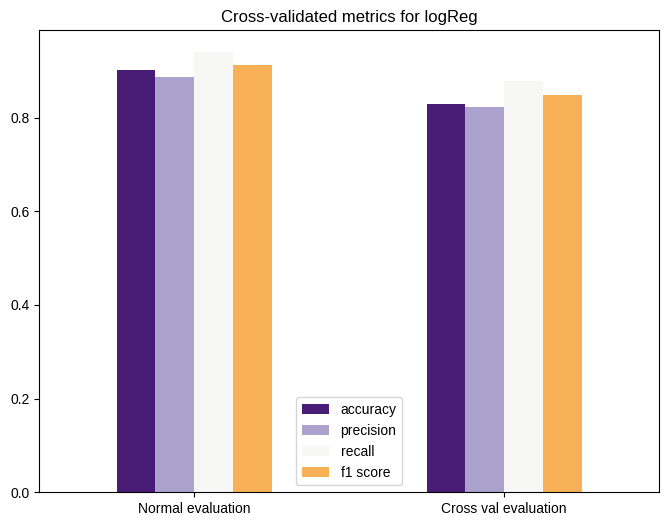 Cross-validated metrics for logReg
0.8
0.6
0.4
0.2
0.0
accuracy
precision
recall
f1 score
Normal evaluation
Cross val evaluation